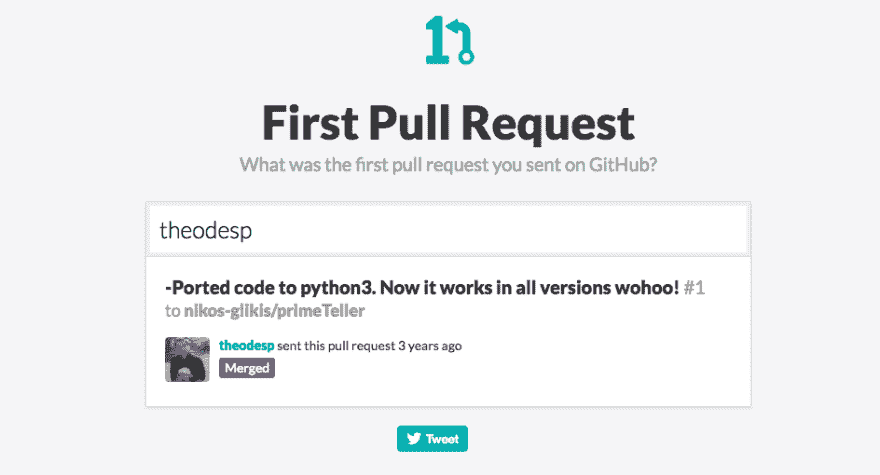 First Pull Request
What was the first pull request you sent on GitHub?
theodesp
-Ported code to python3. Now it works in all versions wohoo! #1
to nikos-glikis/primeTeller
theodesp sent this pull request 3 years ago
Merged
Tweet